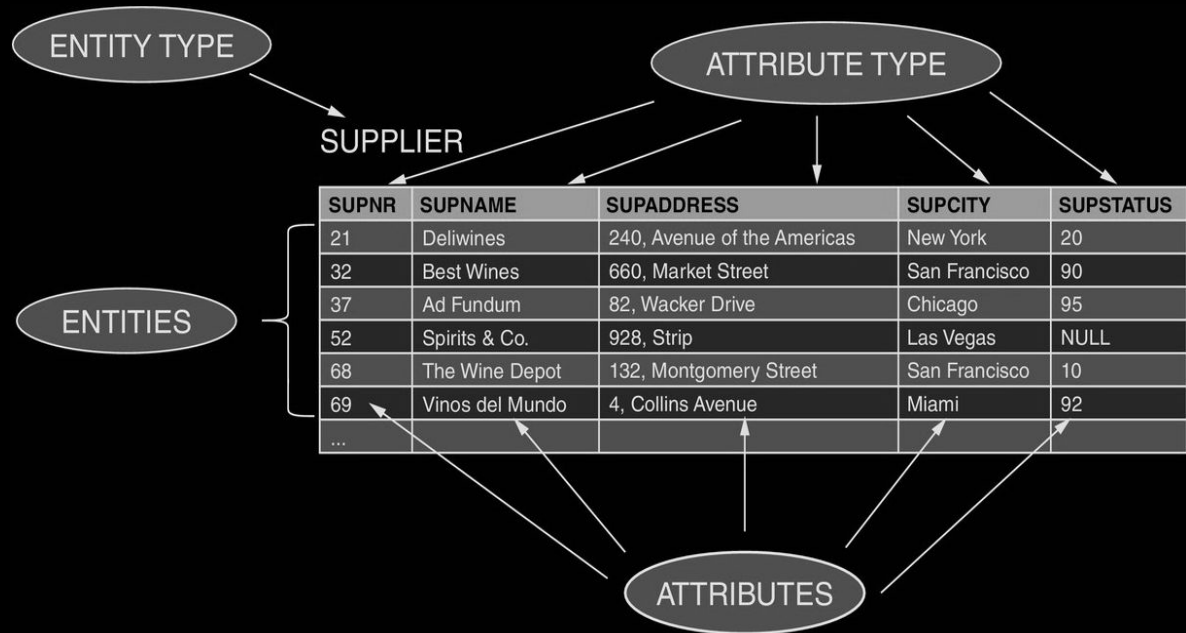 ENTITY TYPE
ATTRIBUTE TYPE
SUPPLIER
SUPNR SUPNAME SUPADDRESS SUPCITY SUPSTATUS
21 Deliwines 240, Avenue of the Americas New York 20
32 Best Wines 660, Market Street San Francisco 90
37 Ad Fundum 82, Wacker Drive Chicago 95
ENTITIES
52 Spirits & Co. 928, Strip Las Vegas NULL
68 The Wine Depot 132, Montgomery Street San Francisco 10
69 Vinos del Mundo 4, Collins Avenue Miami 92
...
ATTRIBUTES